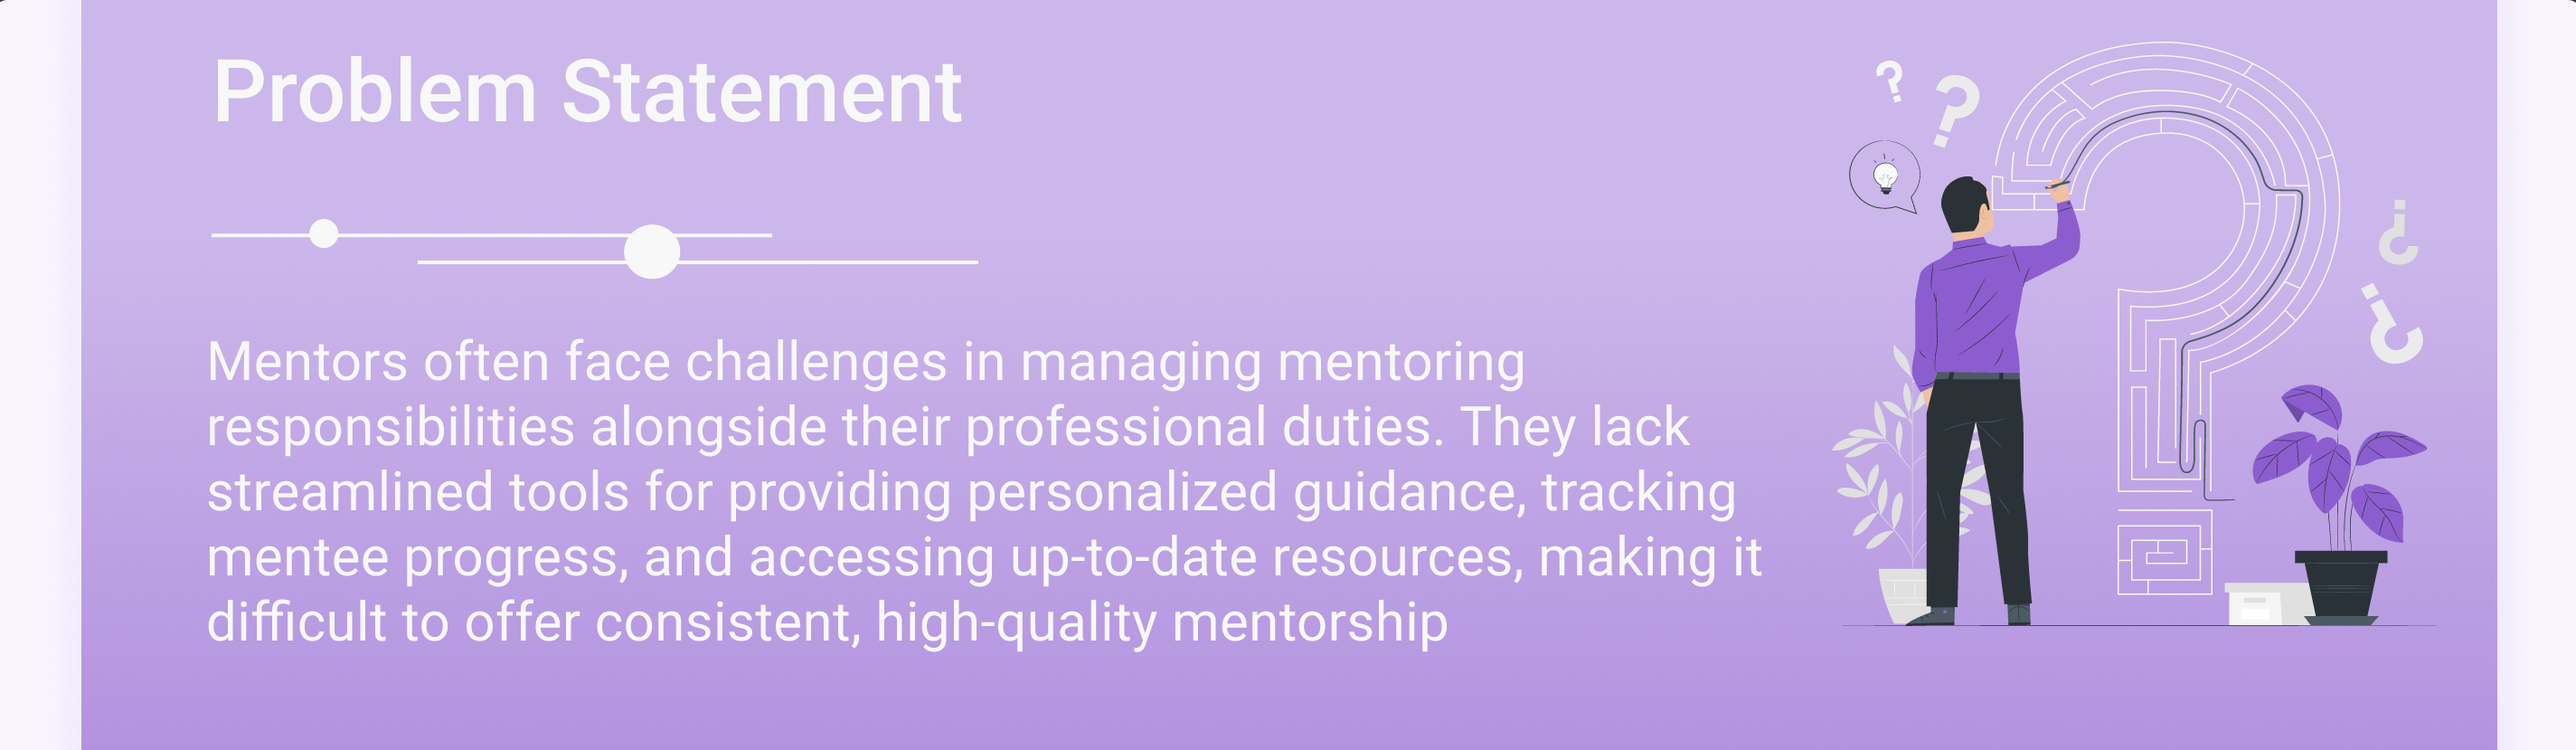 Problem Statement
Mentors often face challenges in managing mentoring
responsibilities alongside their professional duties. They lack
streamlined tools for providing personalized guidance, tracking
mentee progress, and accessing up-to-date resources, making it
difficult to offer consistent, high-quality mentorship